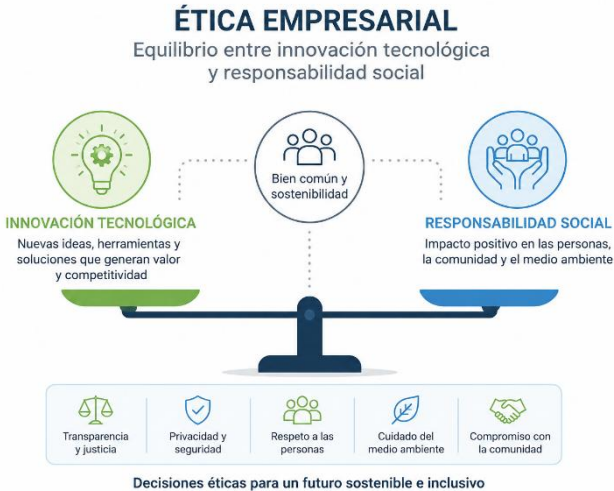 ÉTICA EMPRESARIAL
Equilibrio entre innovación tecnológica
y responsabilidad social
Bien común y
sostenibilidad
INNOVACIÓN TECNOLÓGICA
Nuevas ideas, herramientas y
soluciones que generan valor
y competitividad
RESPONSABILIDAD SOCIAL
Impacto positivo en las personas,
la comunidad y el medio ambiente
Transparencia
y justicia
Privacidad y
seguridad
Respeto a las
personas
Cuidado del
medio ambiente
Compromiso con
la comunidad
Decisiones éticas para un futuro sostenible e inclusivo